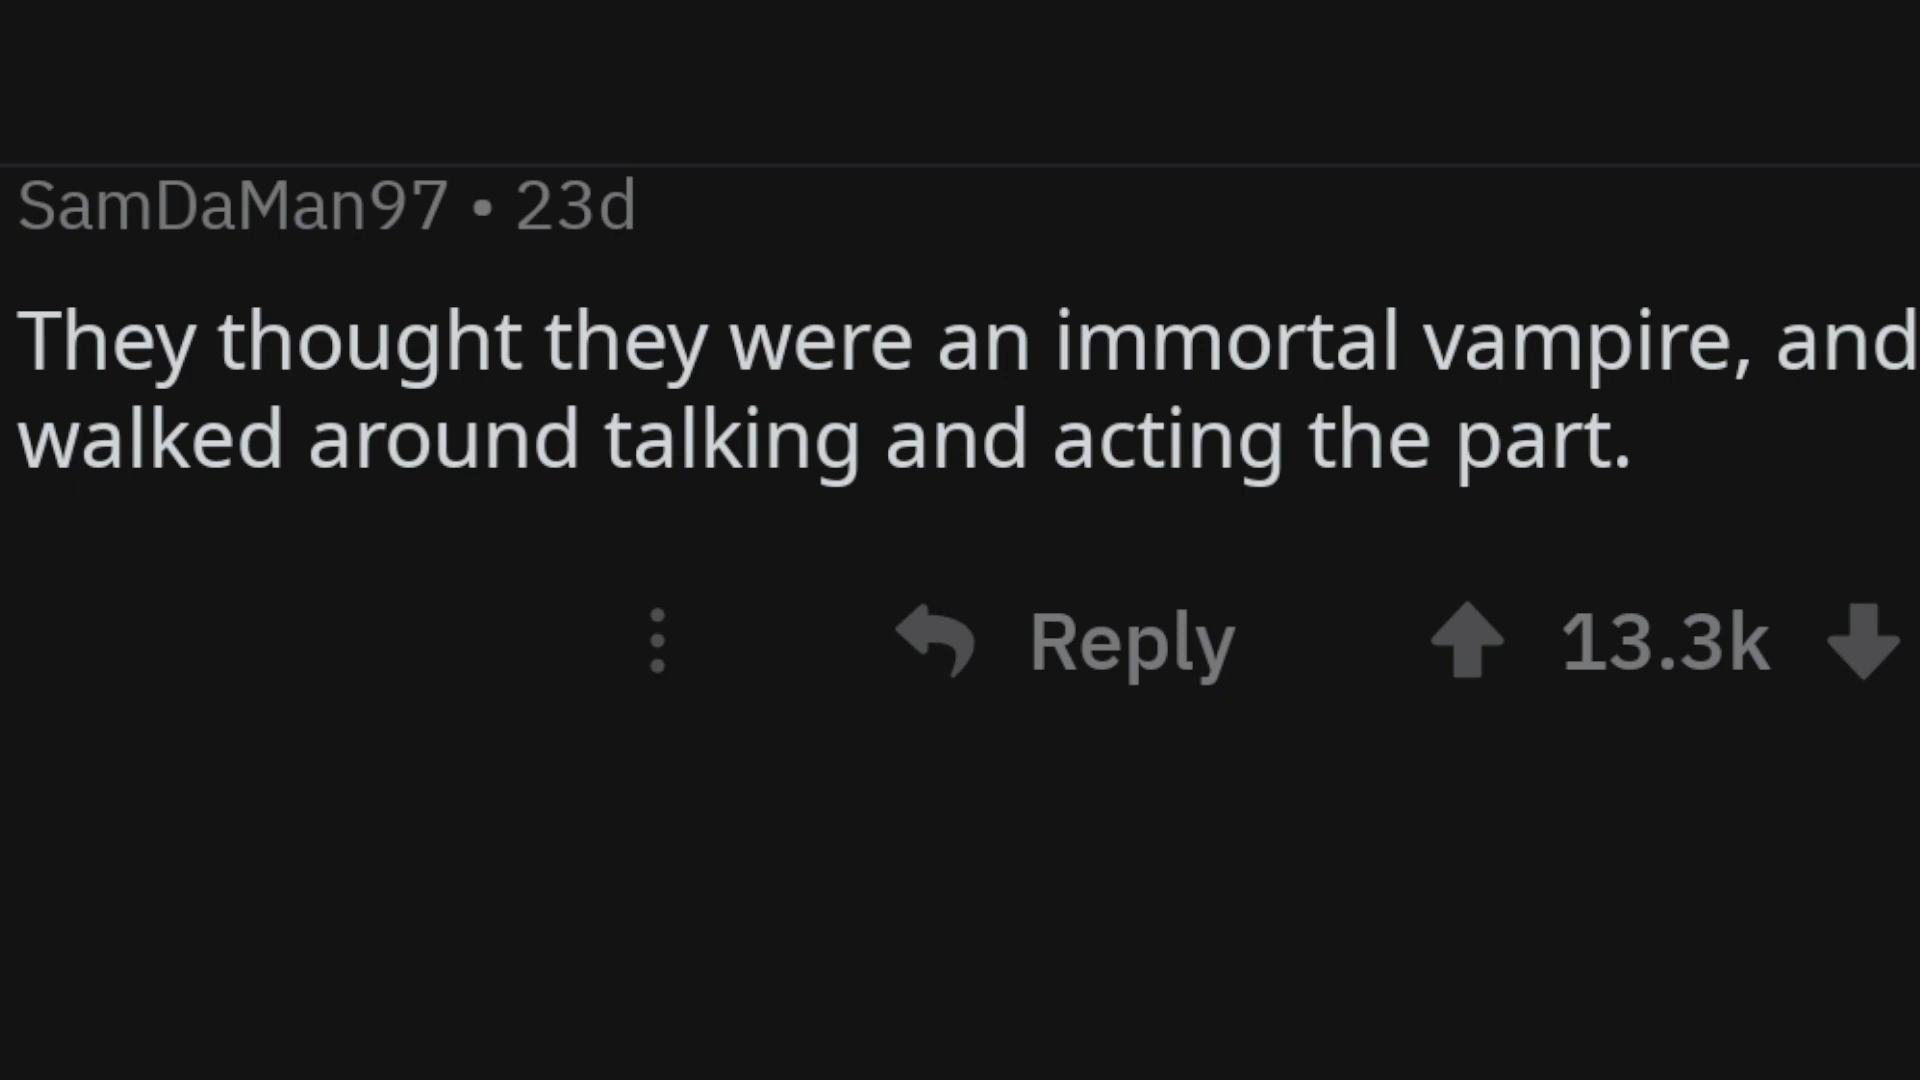 SamDaMan97 • 23d
They thought they were an immortal vampire, and
walked around talking and acting the part.
Reply 13.3k